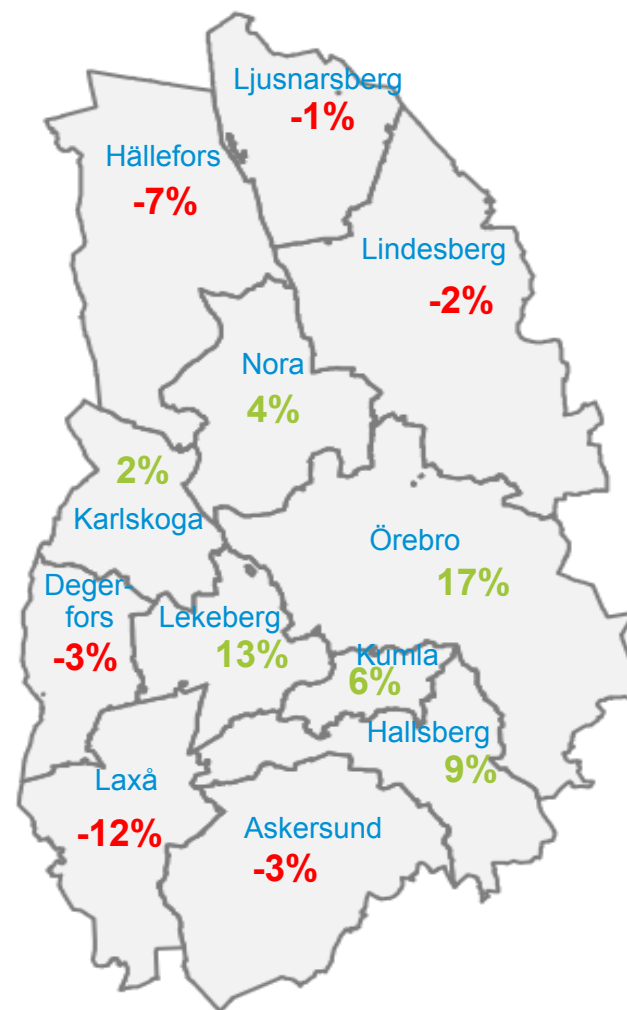 Ljusnarsberg
-1%
Hällefors
-7%
Lindesberg
-2%
Nora
4%
2%
Karlskoga
Örebro
17%
Deger-
fors
-3%
Lekeberg
13%
Kumla
6%
Hallsberg
9%
Laxå
-12%
Askersund
-3%